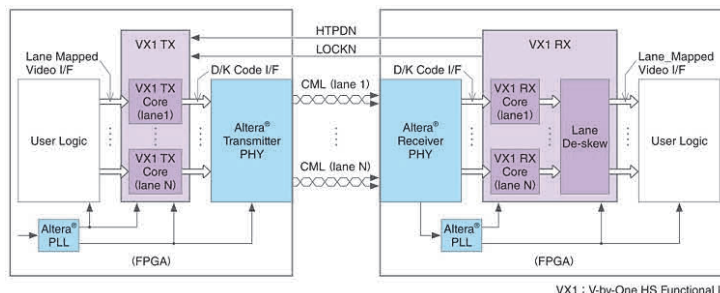 HTPDN
LOCKN
VX1 TX
VX1 RX
Lane Mapped
Video I/F
D/K Code I/F
CML (lane 1)
D/K Code I/F
Lane_Mapped
Video I/F
User Logic
VX1 TX
Core
(lane1)
VX1 TX
Core
(lane N)
Altera®
Transmitter
PHY
CML (lane N)
Altera®
Receiver
PHY
VX1 RX
Core
(lane1)
VX1 RX
Core
(lane N)
Lane
De-skew
User Logic
Altera®
PLL
(FPGA)
Altera®
PLL
(FPGA)
VX1 : V-by-One HS Functional